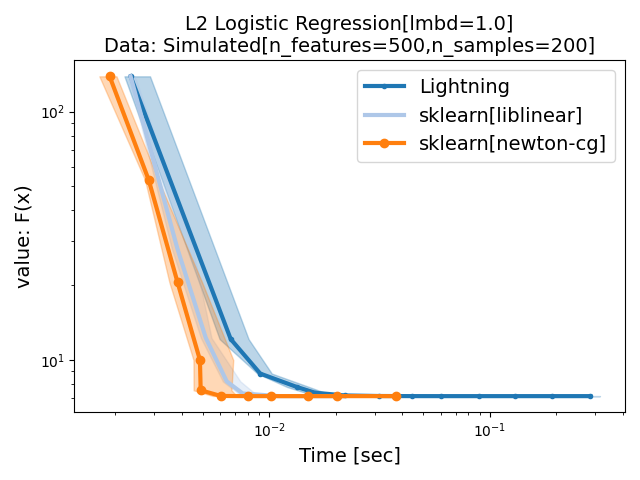 L2 Logistic Regression[lmbd=1.0]
Data: Simulated[n_features=500,n_samples=200]
Lightning
sklearn[liblinear]
sklearn[newton-cg]
value: F(x)
10²
10¹
10⁻²
10⁻¹
Time [sec]